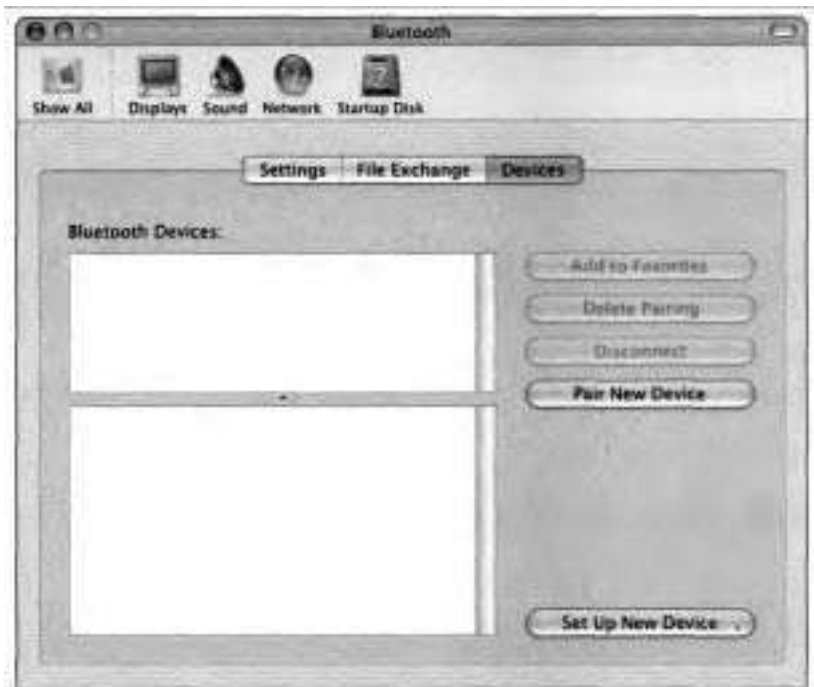 Bluetooth
Show All Displays Sound Network Startup Disk
Settings File Exchange Devices
Bluetooth Devices:
Add to Favorites
Delete Pairing
Disconnect
Pair New Device
Set Up New Device